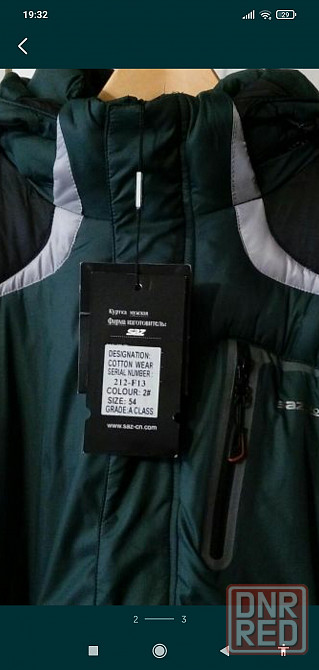 19:32
29
Куртка мужская
Фирма изготовитель
saz
DESIGNATION:
COTTON WEAR
SERIAL NUMBER:
212-F13
COLOUR: 2#
SIZE: 54
GRADE:A CLASS
www.saz-cn.com
saz
2
3
DNR
RED